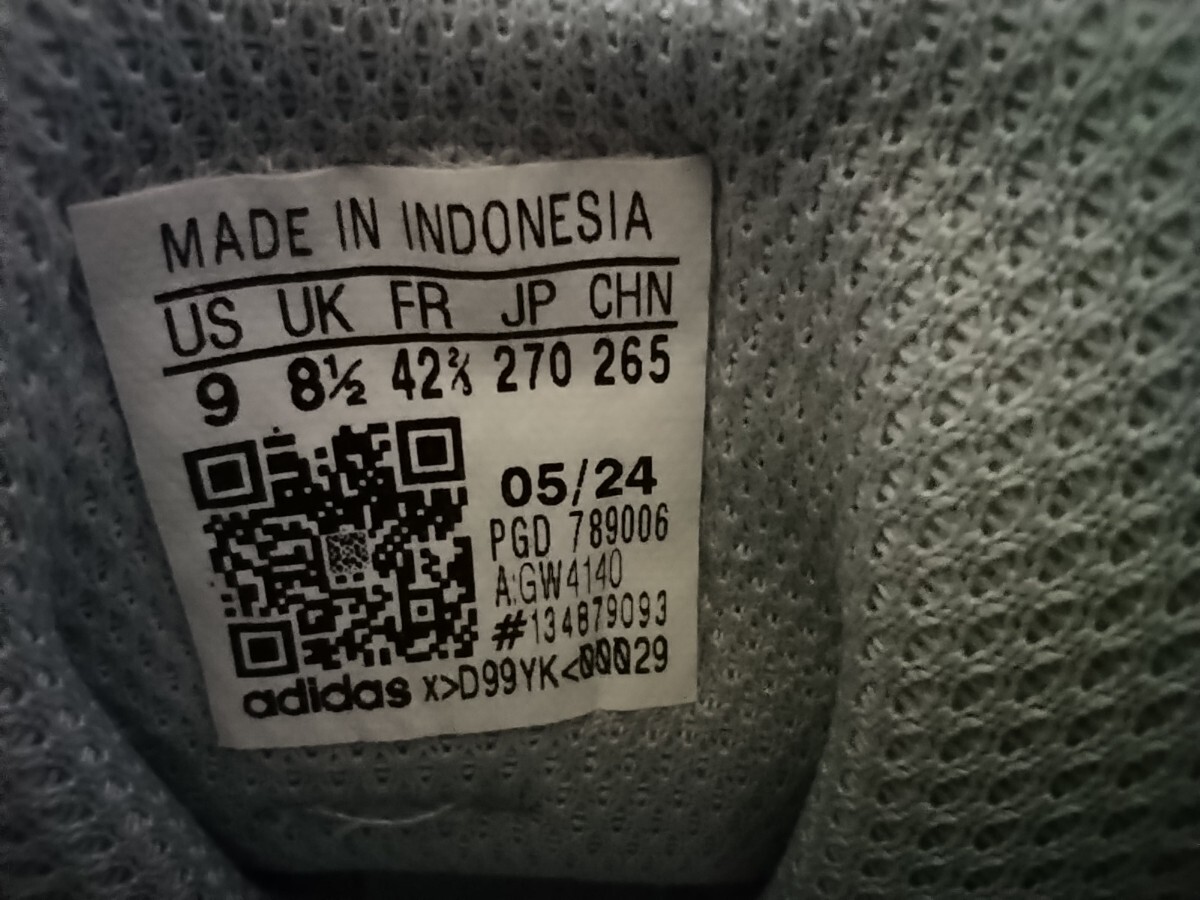 MADE IN INDONESIA
US UK FR JP CHN
9 8½ 42⅔ 270 265
05/24
PGD 789006
A:GW4140
#134879093
adidas X>D99YK<00029